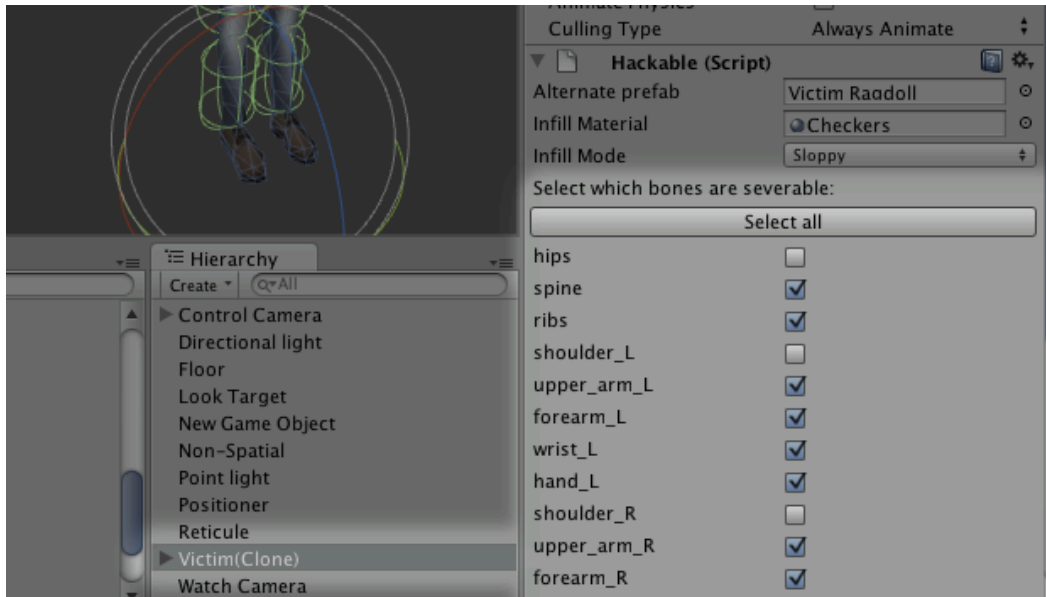 Animate Physics
Culling Type Always Animate
Hackable (Script)
Alternate prefab Victim Ragdoll
Infill Material Checkers
Infill Mode Sloppy
Select which bones are severable:
Select all
hips
spine
ribs
shoulder_L
upper_arm_L
forearm_L
wrist_L
hand_L
shoulder_R
upper_arm_R
forearm_R
Hierarchy
Create All
Control Camera
Directional light
Floor
Look Target
New Game Object
Non-Spatial
Point light
Positioner
Reticule
Victim(Clone)
Watch Camera